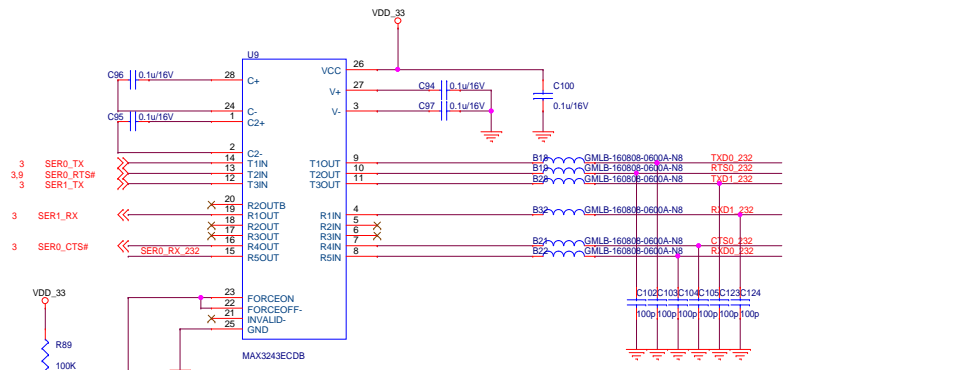 VDD_33
U9
C96 0.1u/16V 28 C+ VCC 26
V+ 27 C94 0.1u/16V C100
24 C- V- 3 C97 0.1u/16V 0.1u/16V
C95 0.1u/16V 1 C2+
2 C2-
3 SER0_TX 14 T1IN T1OUT 9 B18 GMLB-160808-0600A-N8 TXD0_232
3,9 SER0_RTS# 13 T2IN T2OUT 10 B19 GMLB-160808-0600A-N8 RTS0_232
3 SER1_TX 12 T3IN T3OUT 11 B20 GMLB-160808-0600A-N8 TXD1_232
20 R2OUTB
3 SER1_RX 19 R1OUT R1IN 4 B32 GMLB-160808-0600A-N8 RXD1_232
18 R2OUT R2IN 5
17 R3OUT R3IN 6
3 SER0_CTS# 16 R4OUT R4IN 7 B21 GMLB-160808-0600A-N8 CTS0_232
SER0_RX_232 15 R5OUT R5IN 8 B22 GMLB-160808-0600A-N8 RXD0_232
VDD_33 23 FORCEON C102 C103 C104 C105 C123 C124
22 FORCEOFF-
21 INVALID- 100p 100p 100p 100p 100p 100p
25 GND
R89
MAX3243ECDB
100K